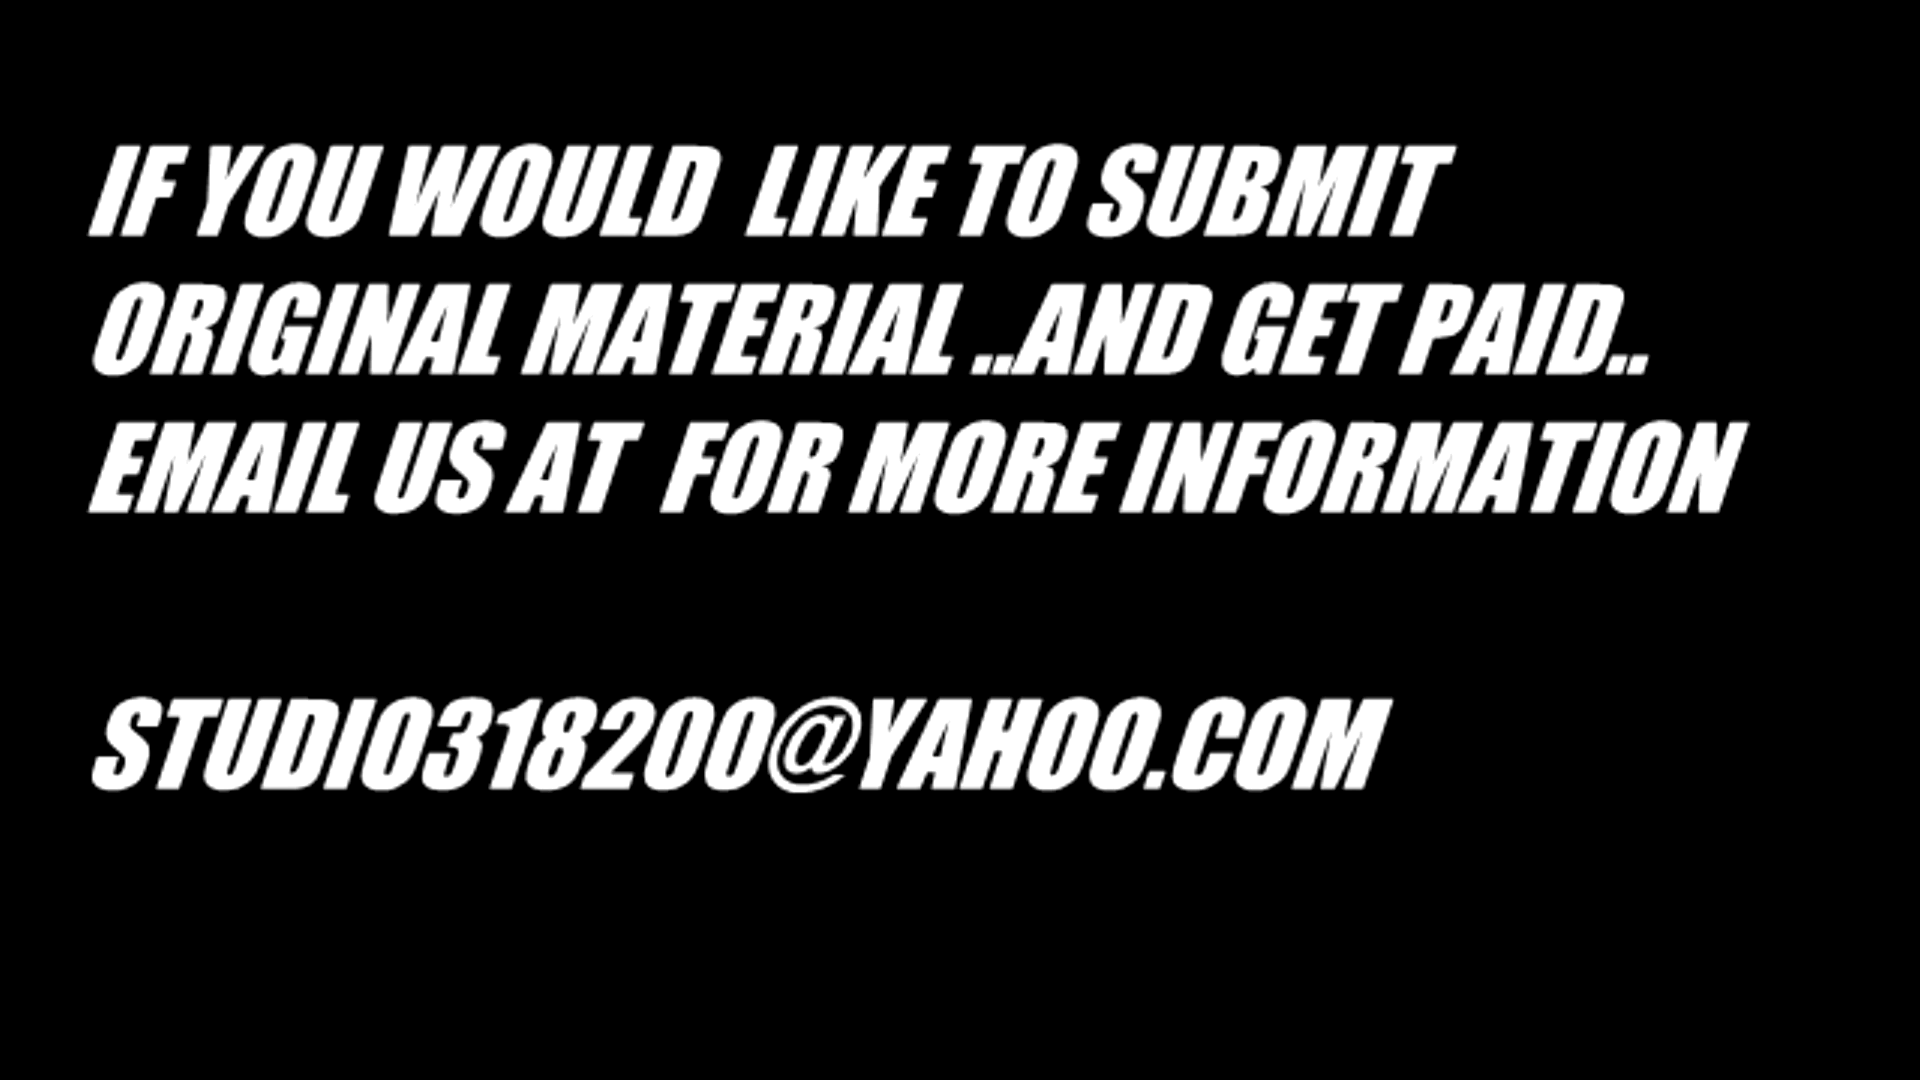 IF YOU WOULD  LIKE TO SUBMIT
ORIGINAL MATERIAL ..AND GET PAID..
EMAIL US AT  FOR MORE INFORMATION
STUDIO318200@YAHOO.COM